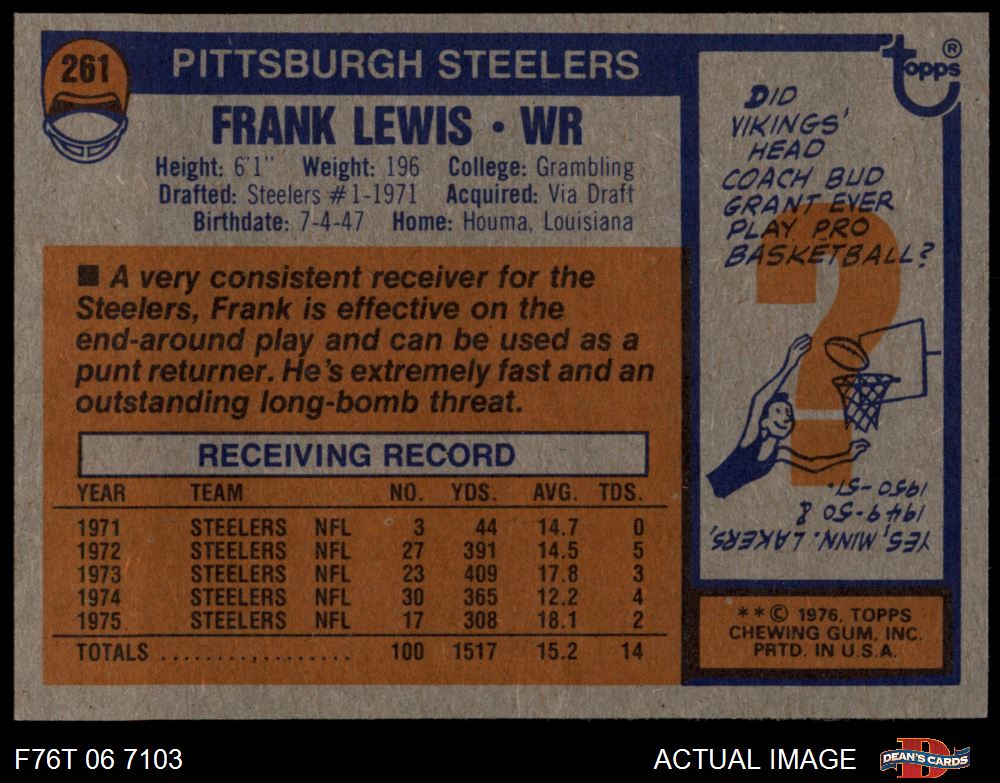 261
PITTSBURGH STEELERS
FRANK LEWIS • WR
Height: 6'1" Weight: 196 College: Grambling
Drafted: Steelers #1-1971 Acquired: Via Draft
Birthdate: 7-4-47 Home: Houma, Louisiana
■ A very consistent receiver for the
Steelers, Frank is effective on the
end-around play and can be used as a
punt returner. He's extremely fast and an
outstanding long-bomb threat.
RECEIVING RECORD
YEAR TEAM NO. YDS. AVG. TDS.
1971 STEELERS NFL 3 44 14.7 0
1972 STEELERS NFL 27 391 14.5 5
1973 STEELERS NFL 23 409 17.8 3
1974 STEELERS NFL 30 365 12.2 4
1975 STEELERS NFL 17 308 18.1 2
TOTALS .................. 100 1517 15.2 14
topps ®
DID
VIKINGS'
HEAD
COACH BUD
GRANT EVER
PLAY PRO
BASKETBALL?
?
YES, MINN. LAKERS,
1949-50 &
1950-51.
**© 1976, TOPPS
CHEWING GUM, INC.
PRTD. IN U.S.A.
F76T 06 7103
ACTUAL IMAGE
D
DEAN'S CARDS